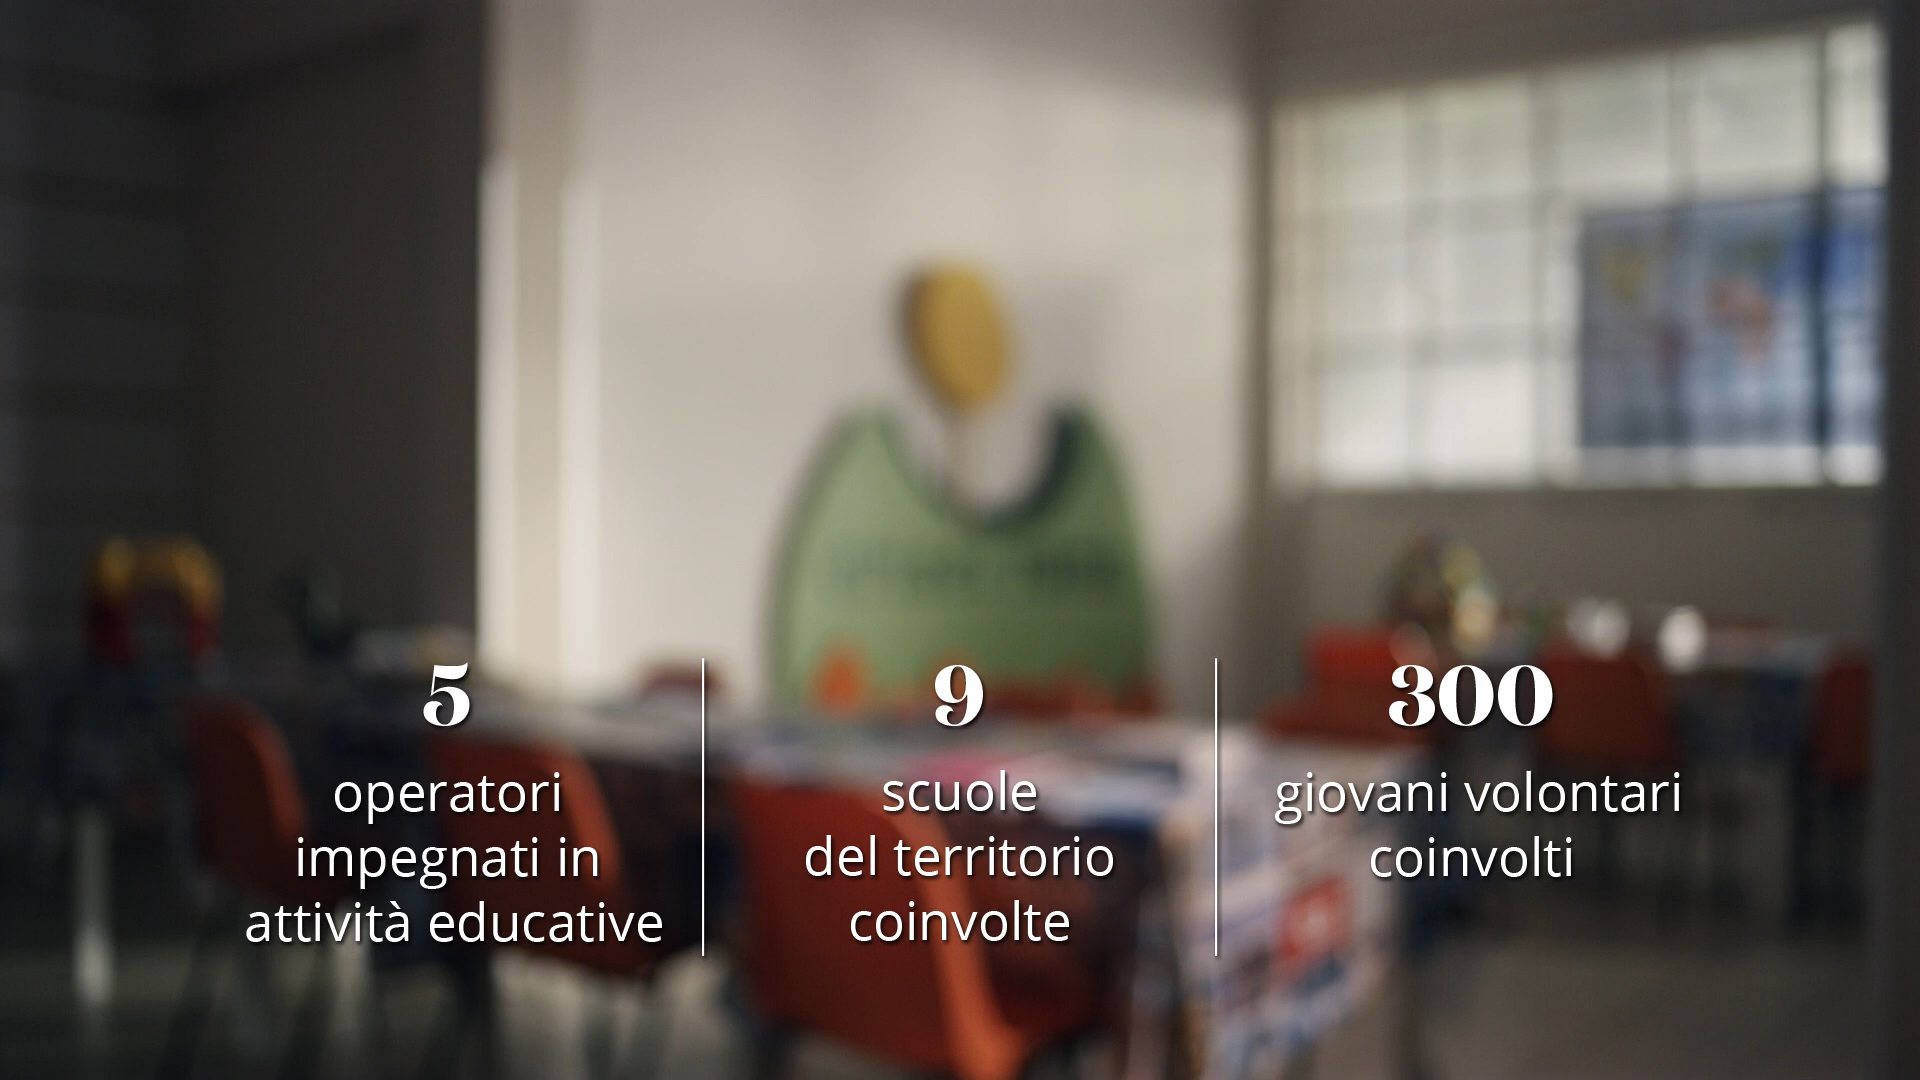 5
operatori
impegnati in
attività educative
9
scuole
del territorio
coinvolte
300
giovani volontari
coinvolti